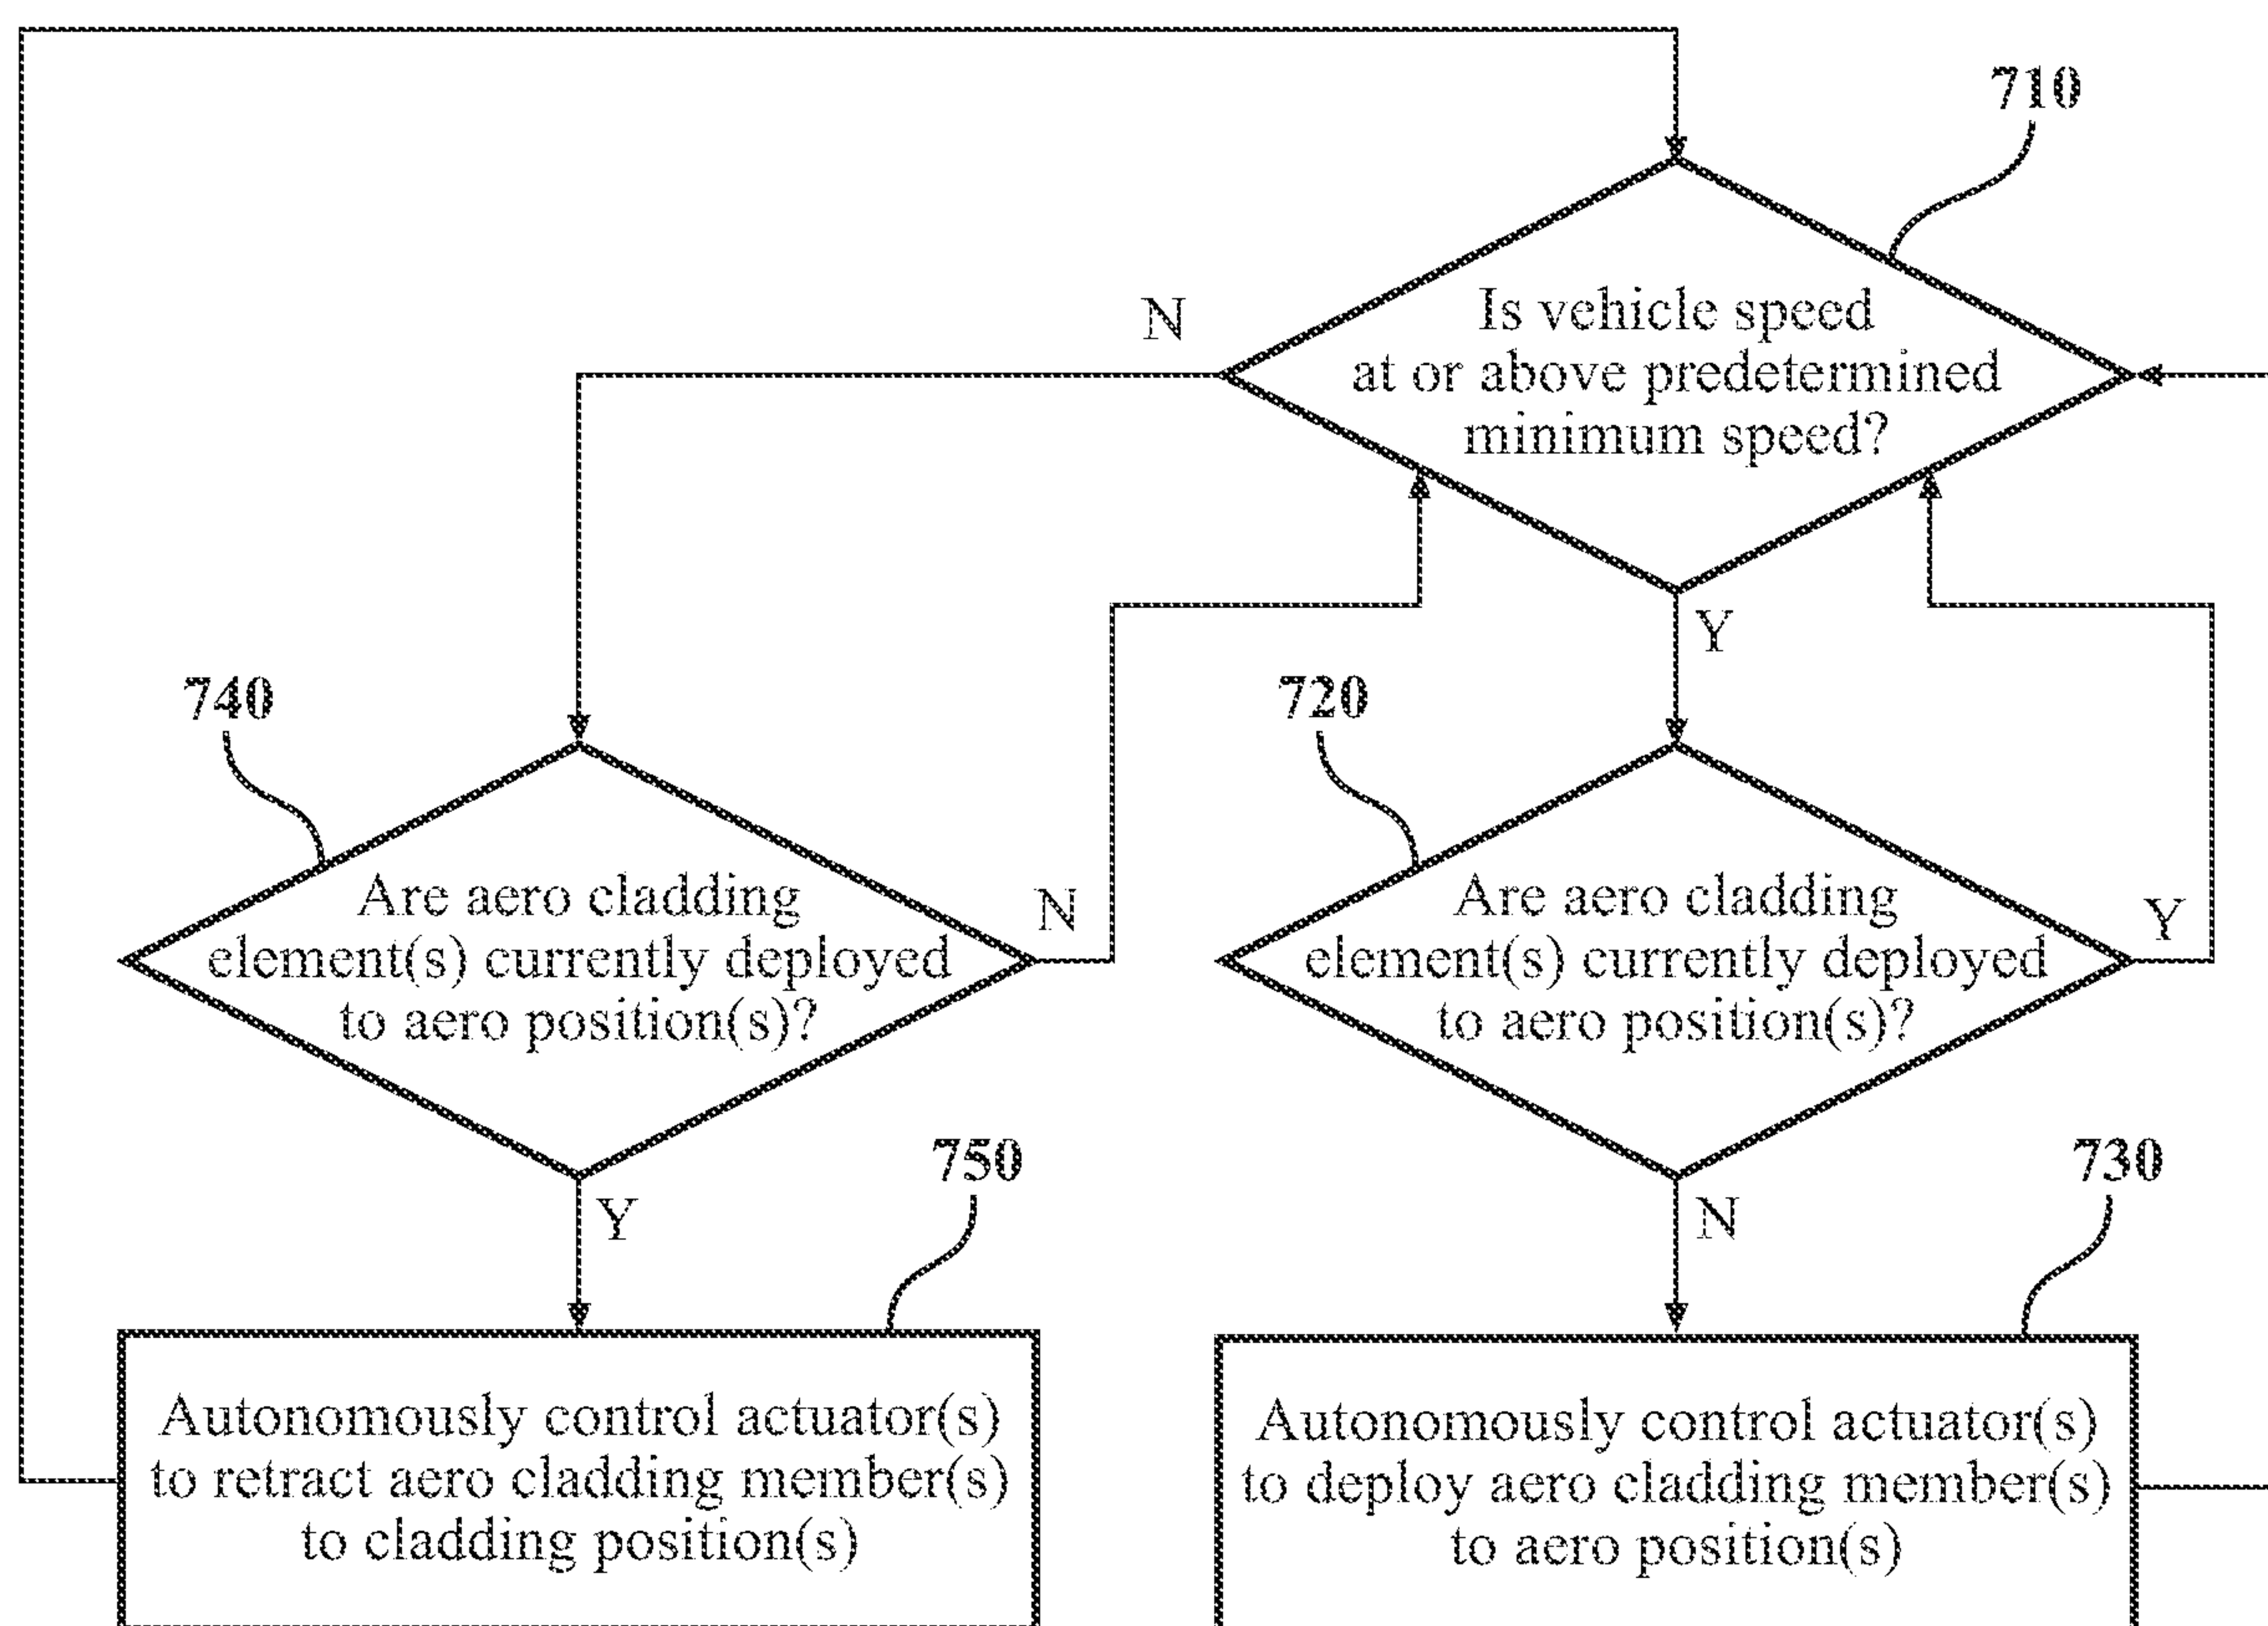 710
N
Is vehicle speed
at or above predetermined
minimum speed?
Y
740
720
Are aero cladding
element(s) currently deployed
to aero position(s)?
N
Are aero cladding
element(s) currently deployed
to aero position(s)?
Y
750
730
Y
N
Autonomously control actuator(s)
to retract aero cladding member(s)
to cladding position(s)
Autonomously control actuator(s)
to deploy aero cladding member(s)
to aero position(s)